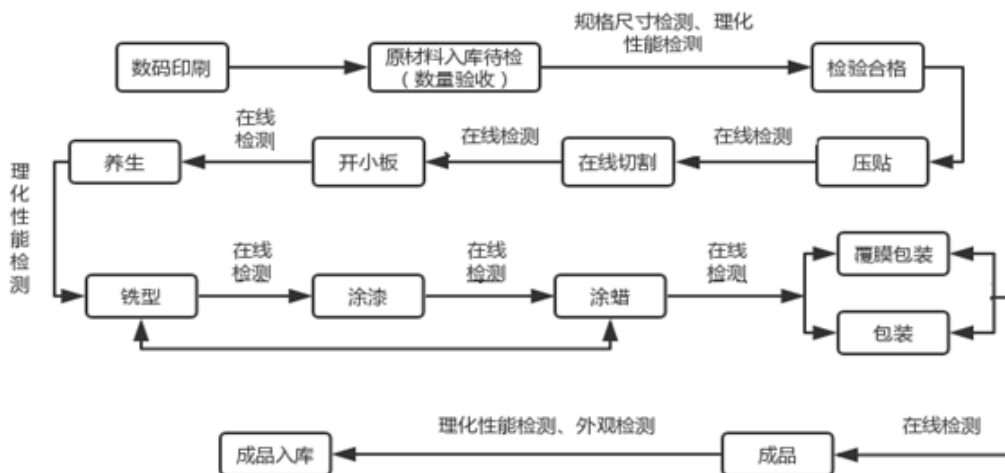 规格尺寸检测、理化
性能检测
数码印刷
原材料入库待检
（数量验收）
检验合格
在线
检测
在线检测
在线检测
养生
开小板
在线切割
压贴
理化性能检测
在线
检测
在线
检测
在线
检测
覆膜包装
铣型
涂漆
涂蜡
包装
理化性能检测、外观检测
在线检测
成品入库
成品